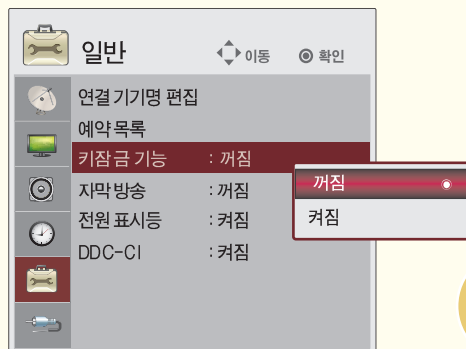 일반 이동 확인
연결 기기명 편집
예약 목록
키잠금 기능 : 꺼짐
자막 방송 : 꺼짐
전원 표시등 : 켜짐
DDC-CI : 켜짐
꺼짐
켜짐